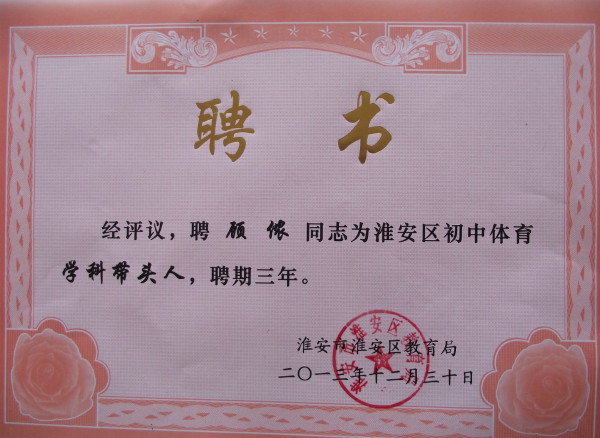 聘书
经评议，聘 顾侬 同志为淮安区初中体育
学科带头人，聘期三年。
淮安市淮安区教育局
二〇一三年十二月三十日